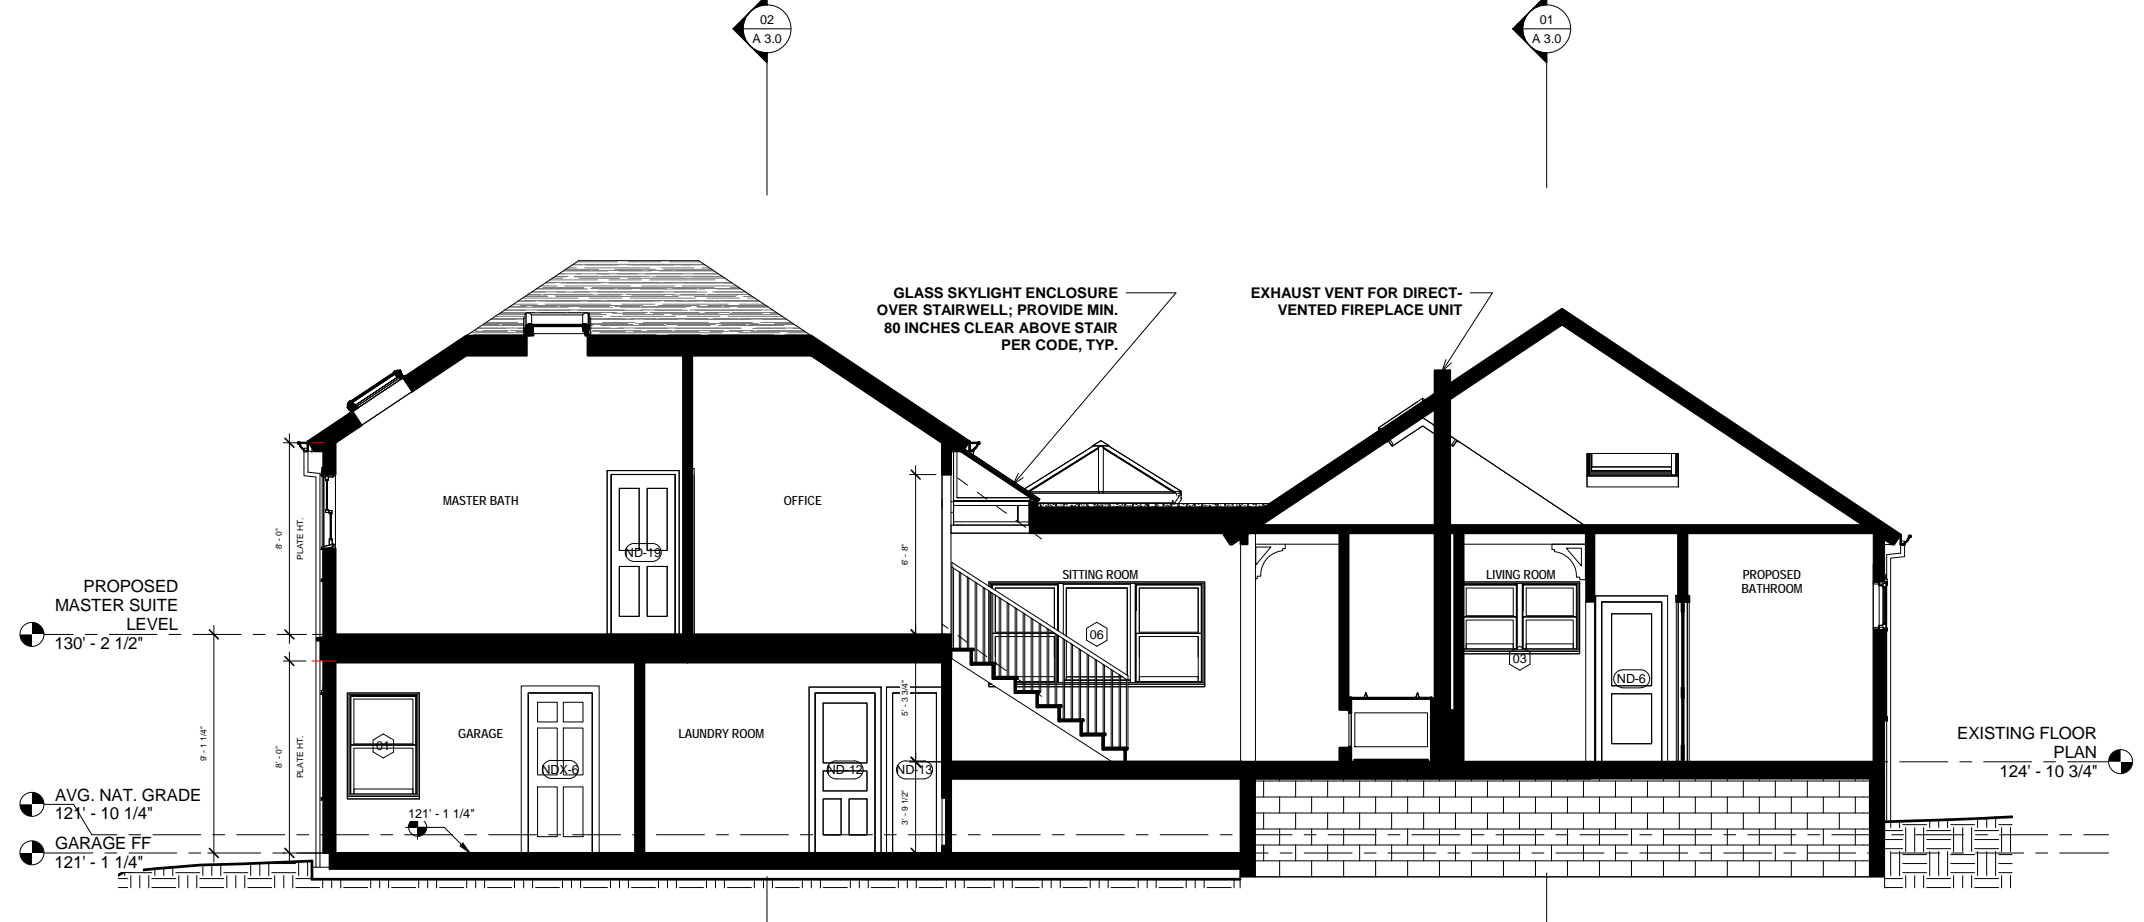 02
A 3.0
01
A 3.0
GLASS SKYLIGHT ENCLOSURE
OVER STAIRWELL; PROVIDE MIN.
80 INCHES CLEAR ABOVE STAIR
PER CODE, TYP.
EXHAUST VENT FOR DIRECT-
VENTED FIREPLACE UNIT
MASTER BATH
OFFICE
ND-19
8' - 0"
PLATE HT.
6' - 8"
SITTING ROOM
LIVING ROOM
PROPOSED
BATHROOM
PROPOSED
MASTER SUITE
LEVEL
130' - 2 1/2"
06
03
ND-6
5' - 3 3/4"
9' - 1 1/4"
8' - 0"
PLATE HT.
01
GARAGE
NDX-6
LAUNDRY ROOM
ND-12
ND-13
3' - 9 1/2"
EXISTING FLOOR
PLAN
124' - 10 3/4"
AVG. NAT. GRADE
121' - 10 1/4"
121' - 1 1/4"
GARAGE FF
121' - 1 1/4"